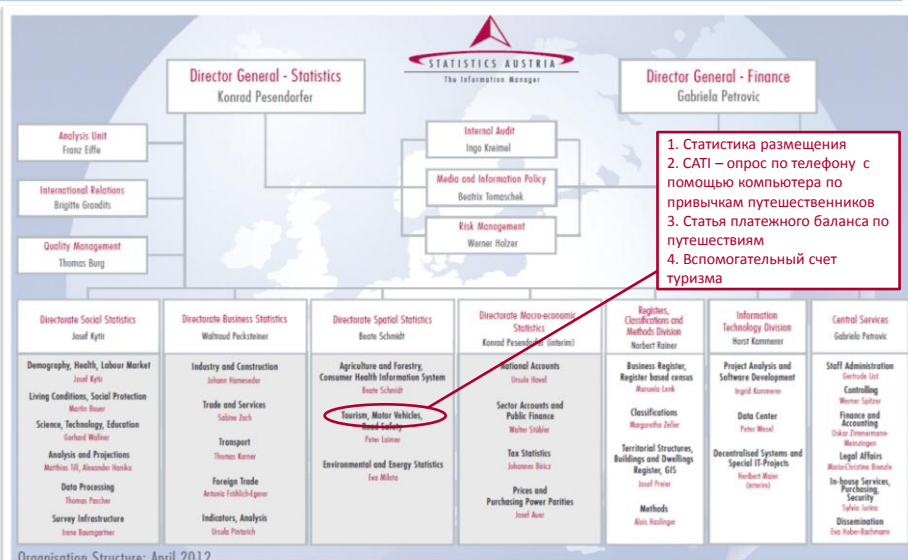 STATISTICS AUSTRIA
The Information Manager
Director General - Statistics
Konrad Pesendorfer
Director General - Finance
Gabriela Petrovic
Analysis Unit
Franz Eiffe
International Relations
Brigitte Grandits
Quality Management
Thomas Burg
Internal Audit
Ingo Kreimel
Media and Information Policy
Beatrix Tomaschek
Risk Management
Werner Holzer
1. Статистика размещения
2. CATI – опрос по телефону с
помощью компьютера по
привычкам путешественников
3. Статья платежного баланса по
путешествиям
4. Вспомогательный счет
туризма
Directorate Social Statistics
Josef Kytir
Demography, Health, Labour Market
Josef Kytir
Living Conditions, Social Protection
Martin Bauer
Science, Technology, Education
Gerhard Wallner
Analysis and Projections
Matthias Till, Alexander Hanika
Data Processing
Thomas Pascher
Survey Infrastructure
Irene Baumgartner
Directorate Business Statistics
Waltraud Pecksteiner
Industry and Construction
Johann Hameseder
Trade and Services
Sabine Zach
Transport
Thomas Karner
Foreign Trade
Antonia Fröhlich-Egerer
Indicators, Analysis
Ursula Pintarich
Directorate Spatial Statistics
Beate Schmidt
Agriculture and Forestry,
Consumer Health Information System
Beate Schmidt
Tourism, Motor Vehicles,
Road Safety
Peter Laimer
Environmental and Energy Statistics
Eva Milota
Directorate Macro-economic
Statistics
Konrad Pesendorfer (interim)
National Accounts
Ursula Havel
Sector Accounts and
Public Finance
Walter Stübler
Tax Statistics
Johannes Biricz
Prices and
Purchasing Power Parities
Josef Auer
Registers,
Classifications and
Methods Division
Norbert Rainer
Business Register,
Register based census
Manuela Lenk
Classifications
Margaretha Zeller
Territorial Structures,
Buildings and Dwellings
Register, GIS
Josef Preier
Methods
Alois Haslinger
Information
Technology Division
Horst Kammerer
Project Analysis and
Software Development
Ingrid Kammerer
Data Center
Peter Wesel
Decentralised Systems and
Special IT-Projects
Heribert Maier
(interim)
Central Services
Gabriela Petrovic
Staff Administration
Gertrude List
Controlling
Werner Spitzer
Finance and
Accounting
Oskar Zimmermann-
Meinzingen
Legal Affairs
Maria-Christine Bienzle
In-house Services,
Purchasing,
Security
Sylvia Jurina
Dissemination
Eva Huber-Bachmann
Organisation Structure: April 2012